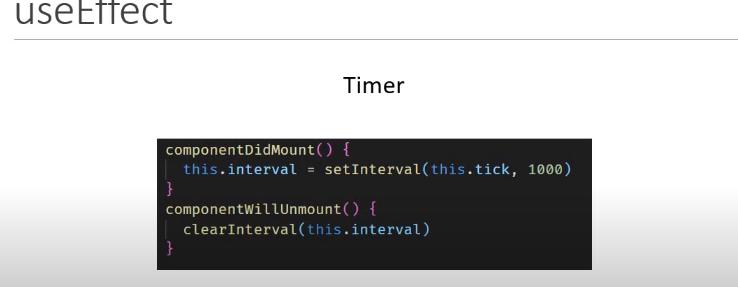 useEffect
Timer
componentDidMount() {
this.interval = setInterval(this.tick, 1000)
}
componentWillUnmount() {
clearInterval(this.interval)
}